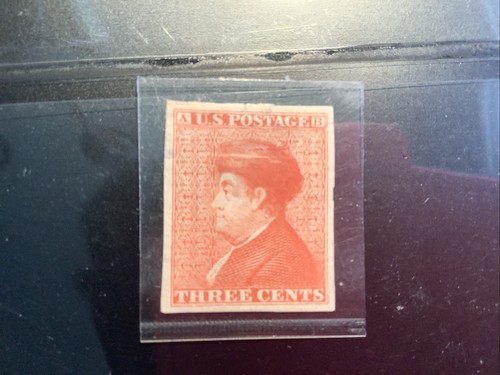 A U.S. POSTAGE B
THREE CENTS